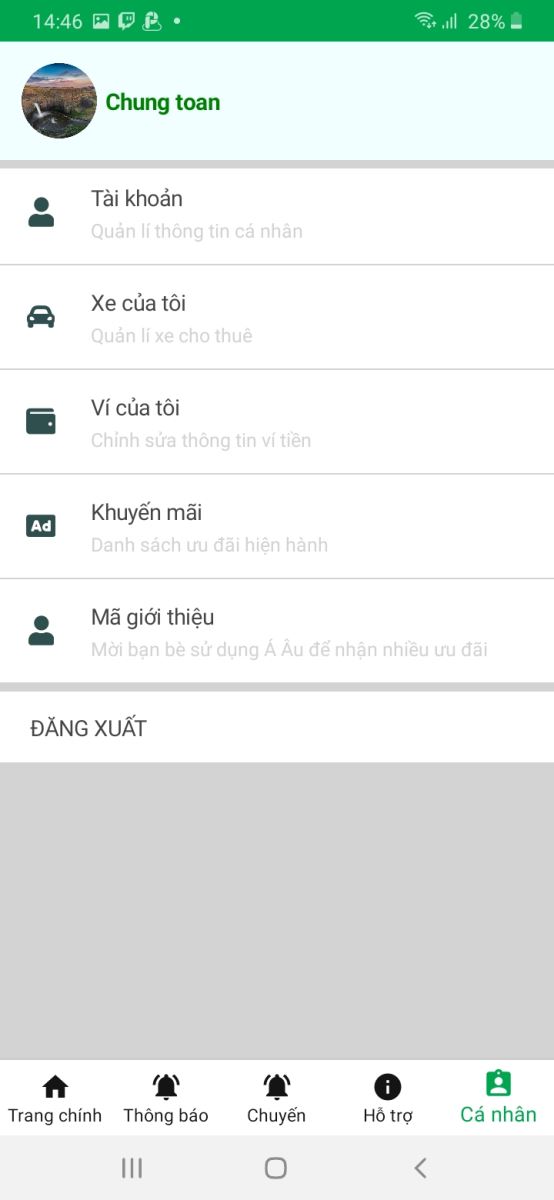 14:46
28%
Chung toan
Tài khoản
Quản lí thông tin cá nhân
Xe của tôi
Quản lí xe cho thuê
Ví của tôi
Chỉnh sửa thông tin ví tiền
Ad
Khuyến mãi
Danh sách ưu đãi hiện hành
Mã giới thiệu
Mời bạn bè sử dụng Á Âu để nhận nhiều ưu đãi
ĐĂNG XUẤT
Trang chính Thông báo Chuyến Hỗ trợ Cá nhân